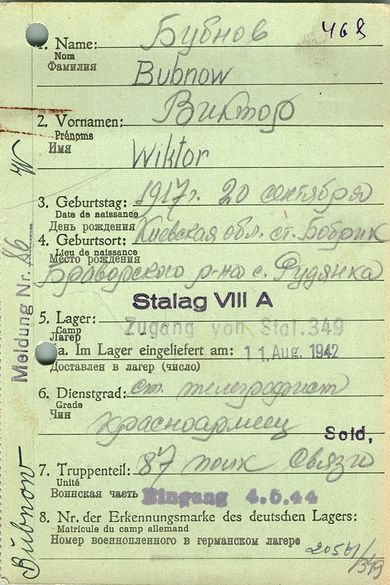 468
1. Name: Бубнов
Nom
Фамилия
Bubnow
2. Vornamen: Виктор
Prénoms
Имя
Wiktor
3. Geburtstag: 1917 г. 20 сентября
Date de naissance
День рождения
4. Geburtsort: Киевская обл. ст. Бобрик
Lieu de naissance
Место рождения
Браворского р-на с. Рудянка
Stalag VIII A
5. Lager: Zugang von Stal. 349
Camp
Лагерь
a. Im Lager eingeliefert am: 11. Aug. 1942
Доставлен в лагерь (число)
6. Dienstgrad: ст. телеграфист
Grade
Чин
красноармеец
Sold.
7. Truppenteil: 87 полк связи
Unité
Воинская часть Eingang 4.5.44
8. Nr. der Erkennungsmarke des deutschen Lagers:
Matricule du camp allemand
Номер военнопленного в германском лагере
20561/349
Meldung Nr. 86
Bubnow